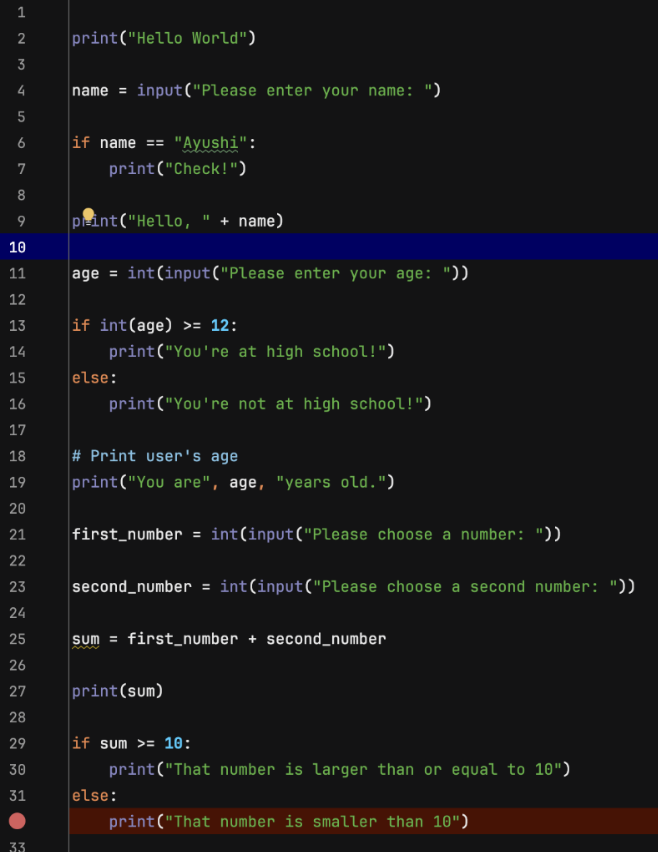 1
2 print("Hello World")
3
4 name = input("Please enter your name: ")
5
6 if name == "Ayushi":
7     print("Check!")
8
9 print("Hello, " + name)
10
11 age = int(input("Please enter your age: "))
12
13 if int(age) >= 12:
14     print("You're at high school!")
15 else:
16     print("You're not at high school!")
17
18 # Print user's age
19 print("You are", age, "years old.")
20
21 first_number = int(input("Please choose a number: "))
22
23 second_number = int(input("Please choose a second number: "))
24
25 sum = first_number + second_number
26
27 print(sum)
28
29 if sum >= 10:
30     print("That number is larger than or equal to 10")
31 else:
    print("That number is smaller than 10")
33